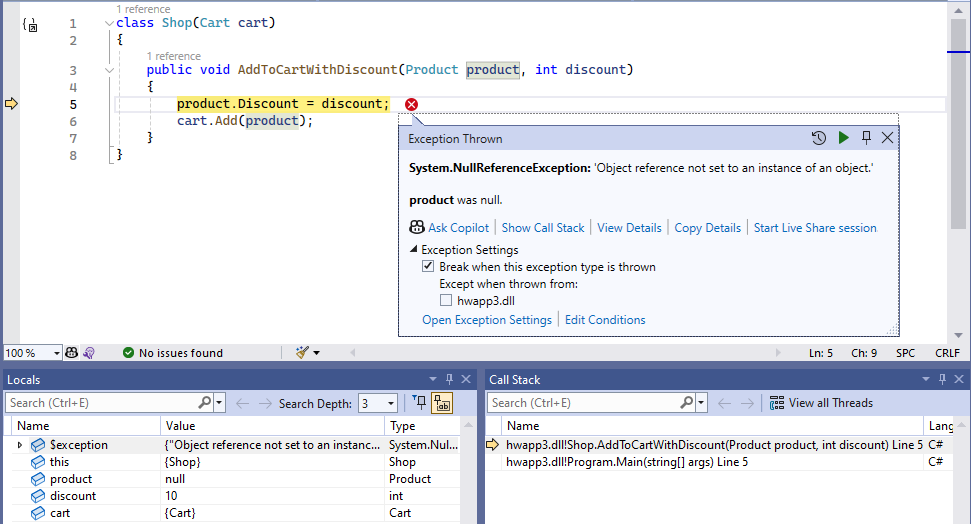 1 reference
1 class Shop(Cart cart)
2 {
1 reference
3 public void AddToCartWithDiscount(Product product, int discount)
4 {
5 product.Discount = discount;
6 cart.Add(product);
7 }
8 }
Exception Thrown
System.NullReferenceException: 'Object reference not set to an instance of an object.'
product was null.
Ask Copilot | Show Call Stack | View Details | Copy Details | Start Live Share session
Exception Settings
Break when this exception type is thrown
Except when thrown from:
hwapp3.dll
Open Exception Settings | Edit Conditions
100 % No issues found Ln: 5 Ch: 9 SPC CRLF
Locals
Search (Ctrl+E) Search Depth: 3
Name Value Type
$exception {"Object reference not set to an instanc... System.Nul...
this {Shop} Shop
product null Product
discount 10 int
cart {Cart} Cart
Call Stack
Search (Ctrl+E) View all Threads
Name Lang
hwapp3.dll!Shop.AddToCartWithDiscount(Product product, int discount) Line 5 C#
hwapp3.dll!Program.Main(string[] args) Line 5 C#